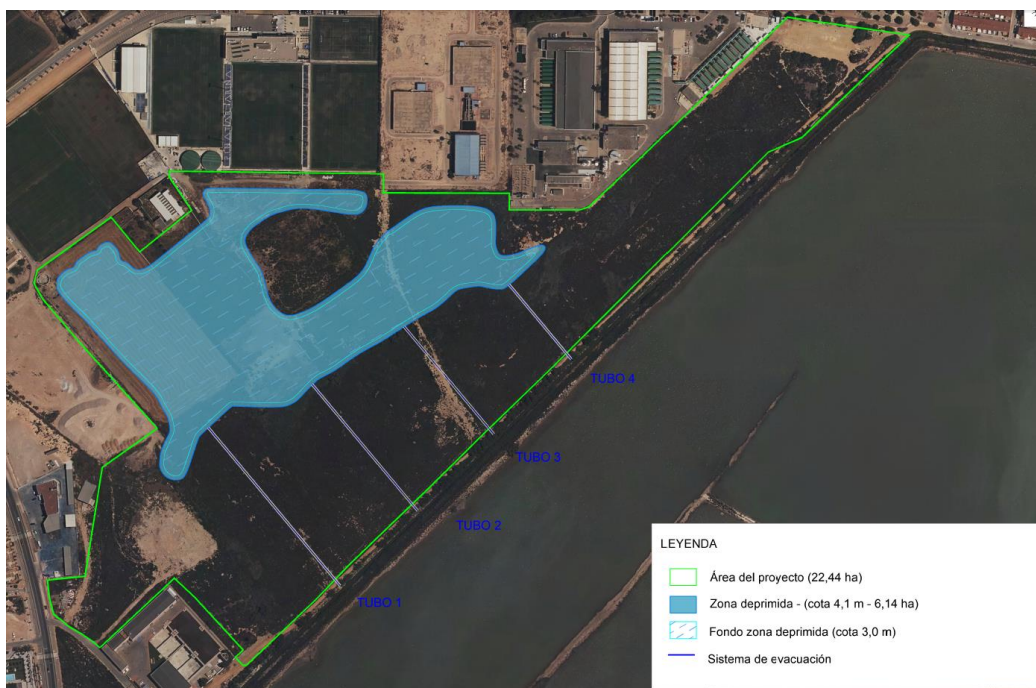 TUBO 4
TUBO 3
TUBO 2
TUBO 1
LEYENDA
Área del proyecto (22,44 ha)
Zona deprimida - (cota 4,1 m - 6,14 ha)
Fondo zona deprimida (cota 3,0 m)
Sistema de evacuación